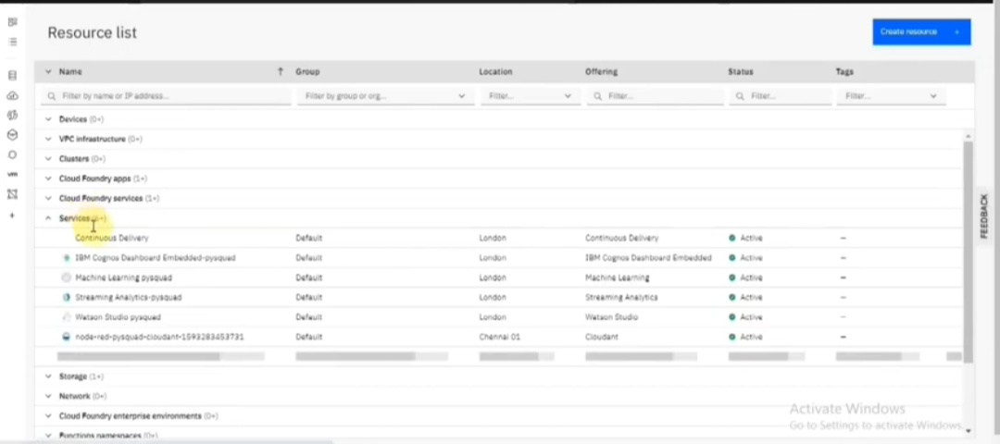 Resource list
Create resource +
Name Group Location Offering Status Tags
Filter by name or IP address... Filter by group or org... Filter... Filter... Filter... Filter...
Devices (0+)
VPC infrastructure (0+)
Clusters (0+)
Cloud Foundry apps (1+)
Cloud Foundry services (1+)
Services
Continuous Delivery Default London Continuous Delivery Active –
IBM Cognos Dashboard Embedded-pysquad Default London IBM Cognos Dashboard Embedded Active –
Machine Learning pysquad Default London Machine Learning Active –
Streaming Analytics-pysquad Default London Streaming Analytics Active –
Watson Studio pysquad Default London Watson Studio Active –
node-red-pysquad-cloudant-1593283453731 Default Chennai 01 Cloudant Active –
Storage (1+)
Network (0+)
Cloud Foundry enterprise environments (0+)
Functions namespaces (0+)
FEEDBACK
Activate Windows
Go to Settings to activate Windows.